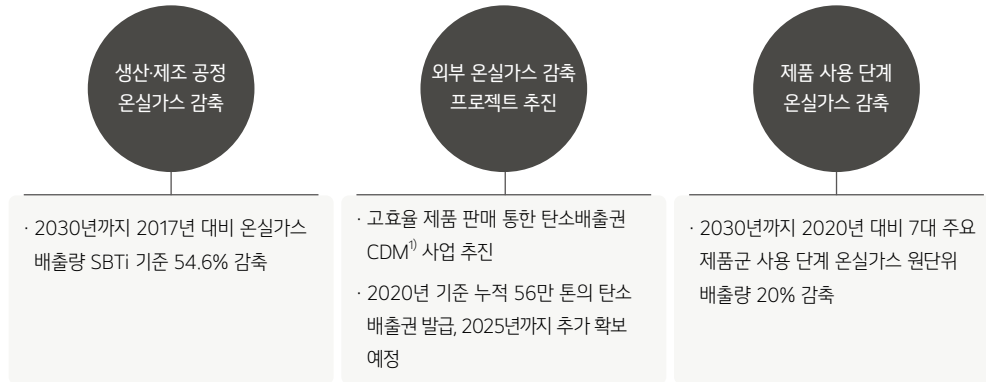 생산·제조 공정
온실가스 감축
· 2030년까지 2017년 대비 온실가스
배출량 SBTi 기준 54.6% 감축
외부 온실가스 감축
프로젝트 추진
· 고효율 제품 판매 통한 탄소배출권
CDM1) 사업 추진
· 2020년 기준 누적 56만 톤의 탄소
배출권 발급, 2025년까지 추가 확보
예정
제품 사용 단계
온실가스 감축
· 2030년까지 2020년 대비 7대 주요
제품군 사용 단계 온실가스 원단위
배출량 20% 감축